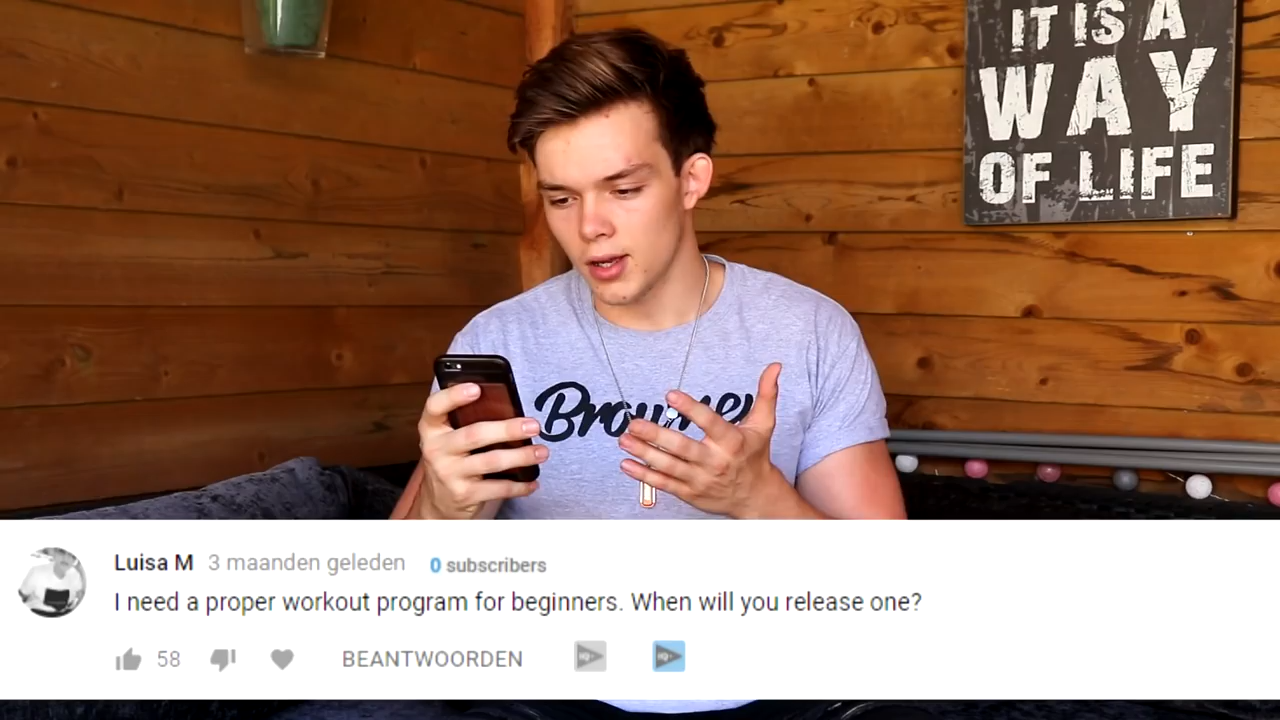 IT IS A
WAY
OF LIFE
Luisa M 3 maanden geleden 0 subscribers
I need a proper workout program for beginners. When will you release one?
58 BEANTWOORDEN